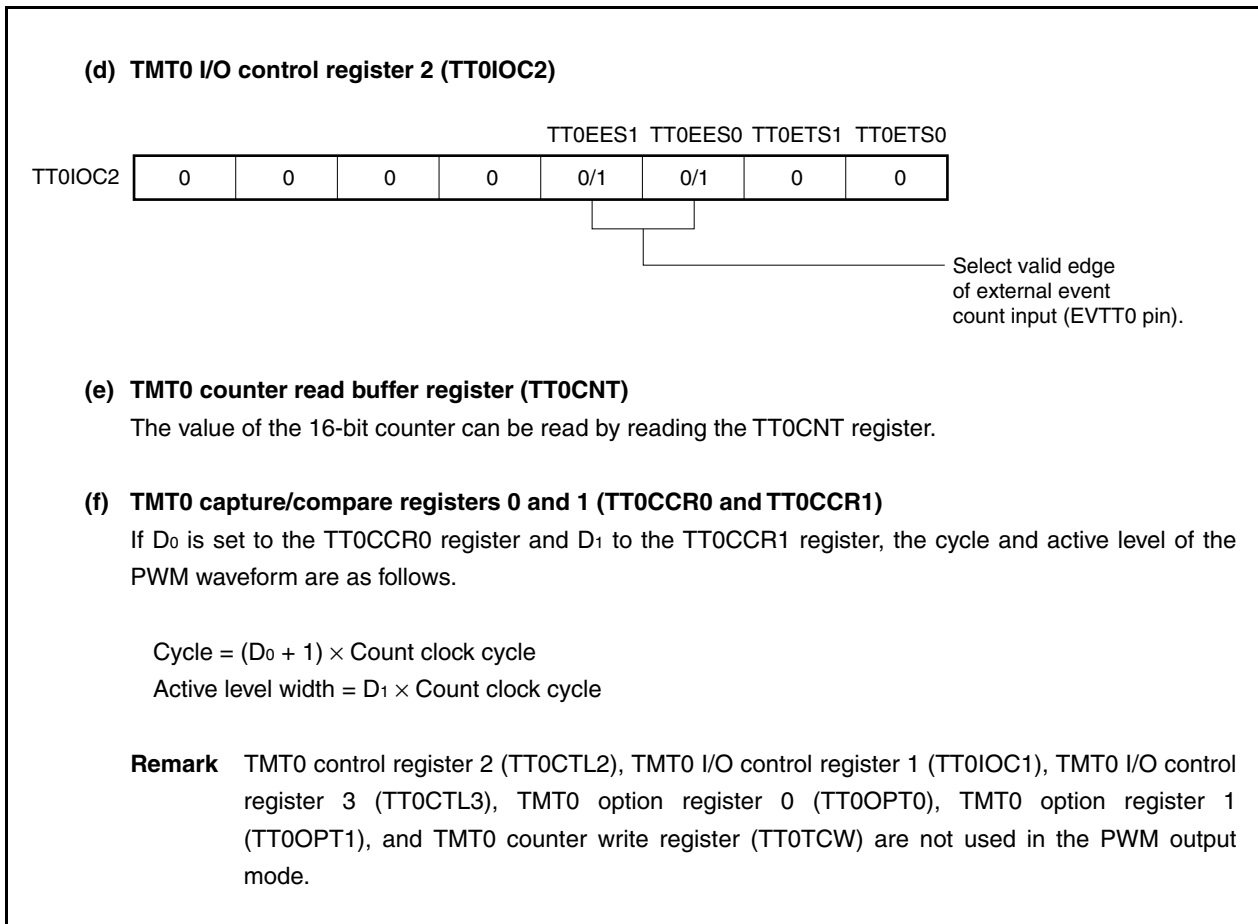 (d) TMT0 I/O control register 2 (TT0IOC2)
TT0EES1 TT0EES0 TT0ETS1 TT0ETS0
TT0IOC2 0 0 0 0 0/1 0/1 0 0
Select valid edge
of external event
count input (EVTT0 pin).
(e) TMT0 counter read buffer register (TT0CNT)
The value of the 16-bit counter can be read by reading the TT0CNT register.
(f) TMT0 capture/compare registers 0 and 1 (TT0CCR0 and TT0CCR1)
If D0 is set to the TT0CCR0 register and D1 to the TT0CCR1 register, the cycle and active level of the
PWM waveform are as follows.
Cycle = (D0 + 1) × Count clock cycle
Active level width = D1 × Count clock cycle
Remark TMT0 control register 2 (TT0CTL2), TMT0 I/O control register 1 (TT0IOC1), TMT0 I/O control
register 3 (TT0CTL3), TMT0 option register 0 (TT0OPT0), TMT0 option register 1
(TT0OPT1), and TMT0 counter write register (TT0TCW) are not used in the PWM output
mode.